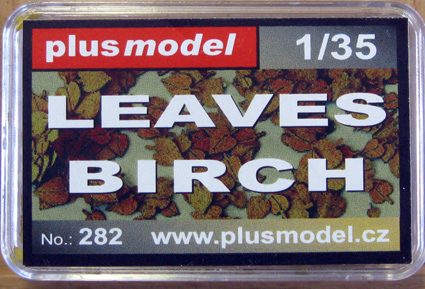 plusmodel 1/35
LEAVES
BIRCH
No.: 282 www.plusmodel.cz